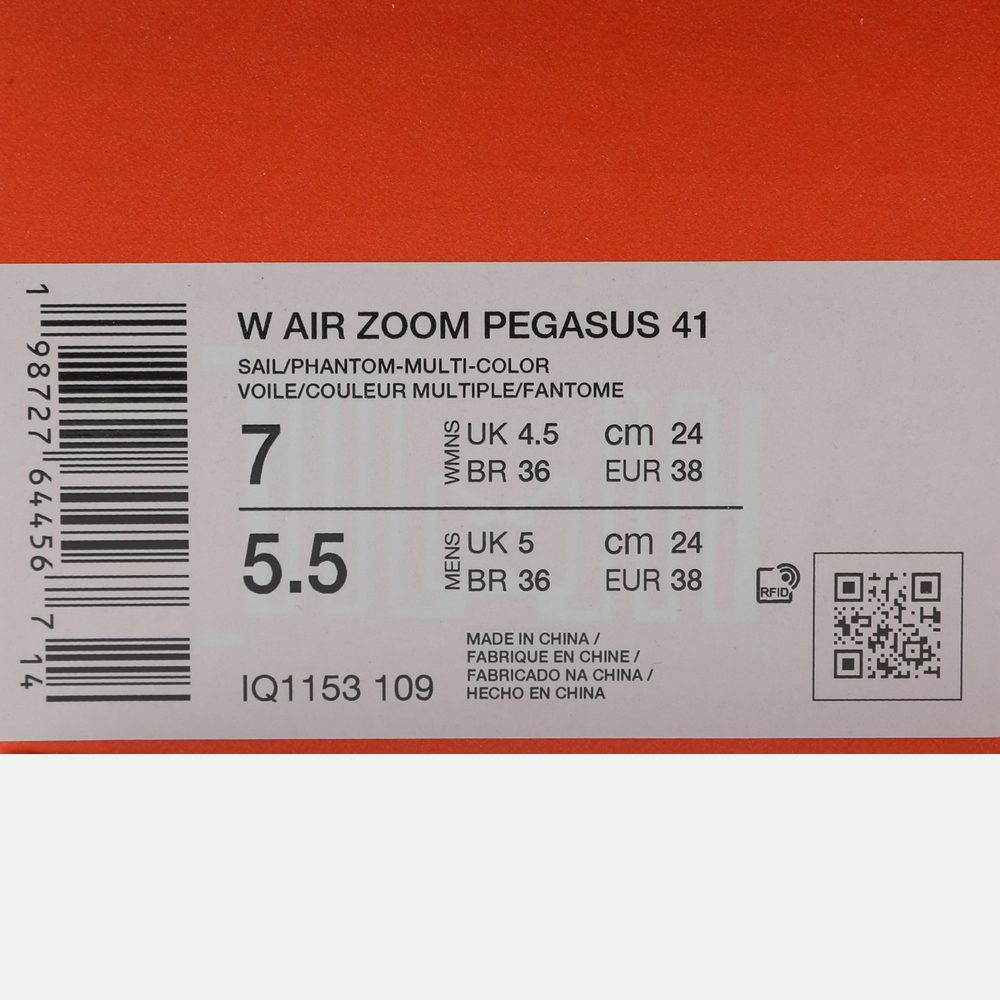 1 98727 64456 7 14
W AIR ZOOM PEGASUS 41
SAIL/PHANTOM-MULTI-COLOR
VOILE/COULEUR MULTIPLE/FANTOME
7 WMNS UK 4.5 cm 24
BR 36 EUR 38
5.5 MENS UK 5 cm 24
BR 36 EUR 38
RFID
MADE IN CHINA /
FABRIQUE EN CHINE /
FABRICADO NA CHINA /
HECHO EN CHINA
IQ1153 109